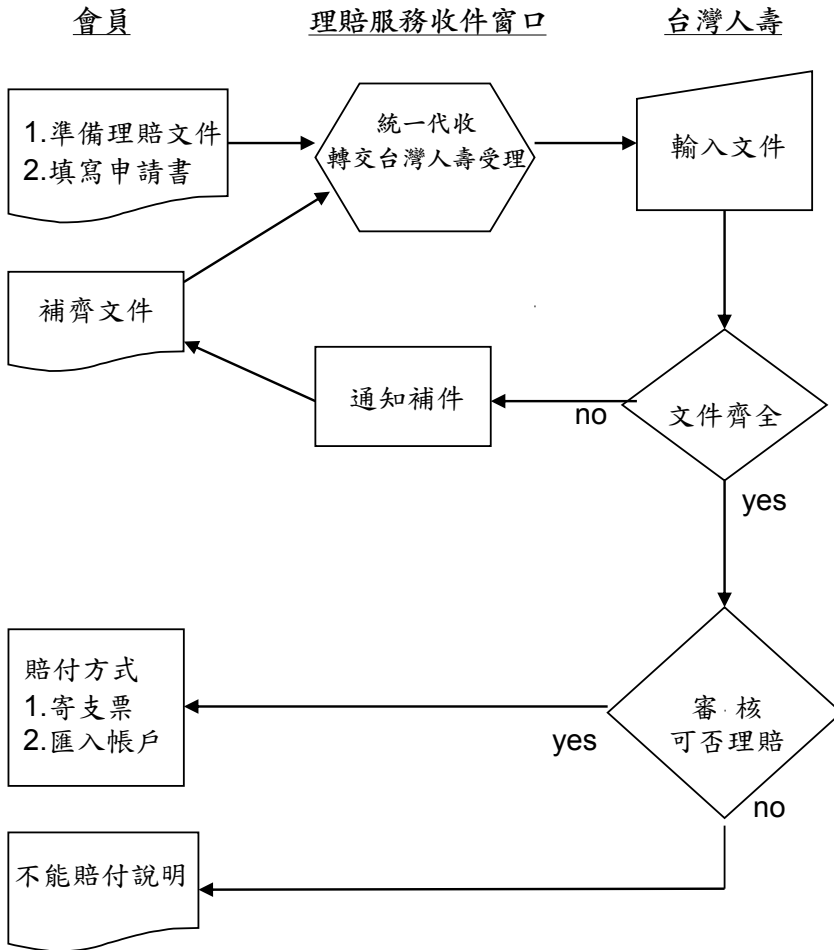 會員 理賠服務收件窗口 台灣人壽
1.準備理賠文件
2.填寫申請書
統一代收
轉交台灣人壽受理
輸入文件
補齊文件
通知補件
no
文件齊全
yes
賠付方式
1.寄支票
2.匯入帳戶
yes
審核
可否理賠
no
不能賠付說明